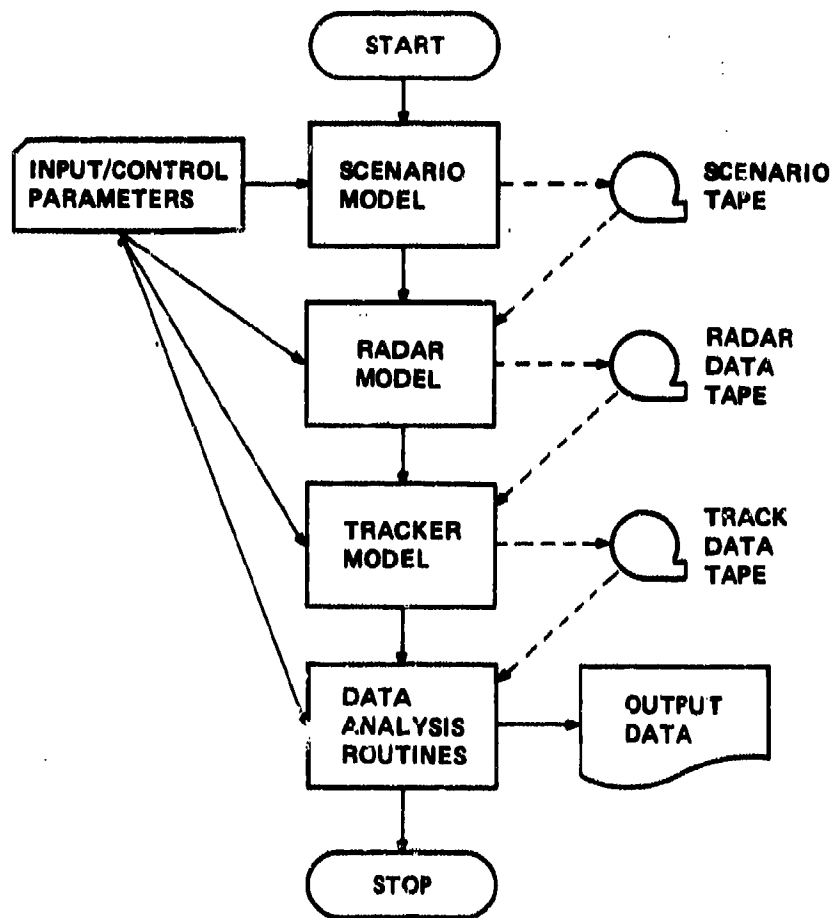 START
INPUT/CONTROL
PARAMETERS
SCENARIO
MODEL
SCENARIO
TAPE
RADAR
MODEL
RADAR
DATA
TAPE
TRACKER
MODEL
TRACK
DATA
TAPE
DATA
ANALYSIS
ROUTINES
OUTPUT
DATA
STOP